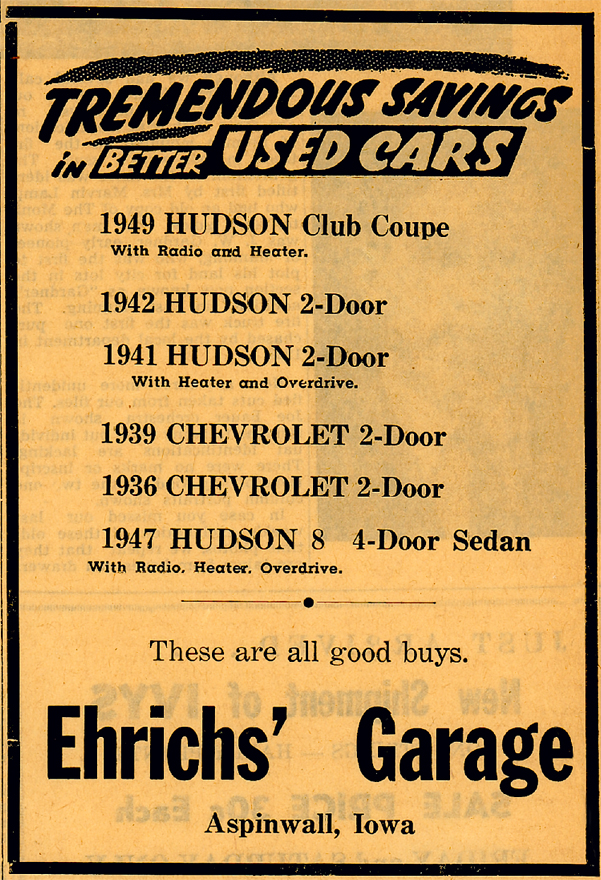 TREMENDOUS SAVINGS
in BETTER USED CARS
1949 HUDSON Club Coupe
With Radio and Heater.
1942 HUDSON 2-Door
1941 HUDSON 2-Door
With Heater and Overdrive.
1939 CHEVROLET 2-Door
1936 CHEVROLET 2-Door
1947 HUDSON 8 4-Door Sedan
With Radio, Heater, Overdrive.
These are all good buys.
Ehrichs' Garage
Aspinwall, Iowa